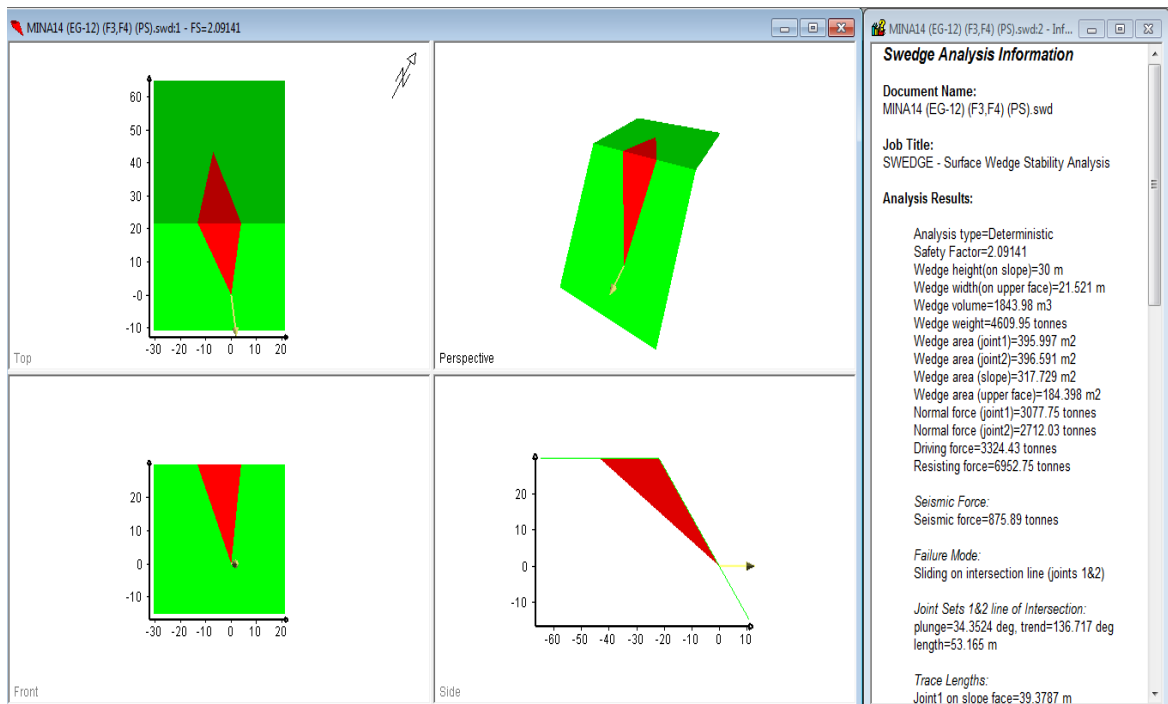 MINA14 (EG-12) (F3,F4) (PS).swd:1 - FS=2.09141
N
60
50
40
30
20
10
-0
-10
-30 -20 -10 0 10 20
Top
Perspective
20
10
0
-10
-30 -20 -10 0 10 20
Front
20
10
0
-10
-60 -50 -40 -30 -20 -10 0 10
Side
MINA14 (EG-12) (F3,F4) (PS).swd:2 - Inf...
Swedge Analysis Information
Document Name:
MINA14 (EG-12) (F3,F4) (PS).swd
Job Title:
SWEDGE - Surface Wedge Stability Analysis
Analysis Results:
Analysis type=Deterministic
Safety Factor=2.09141
Wedge height(on slope)=30 m
Wedge width(on upper face)=21.521 m
Wedge volume=1843.98 m3
Wedge weight=4609.95 tonnes
Wedge area (joint1)=395.997 m2
Wedge area (joint2)=396.591 m2
Wedge area (slope)=317.729 m2
Wedge area (upper face)=184.398 m2
Normal force (joint1)=3077.75 tonnes
Normal force (joint2)=2712.03 tonnes
Driving force=3324.43 tonnes
Resisting force=6952.75 tonnes
Seismic Force:
Seismic force=875.89 tonnes
Failure Mode:
Sliding on intersection line (joints 1&2)
Joint Sets 1&2 line of Intersection:
plunge=34.3524 deg, trend=136.717 deg
length=53.165 m
Trace Lengths:
Joint1 on slope face=39.3787 m